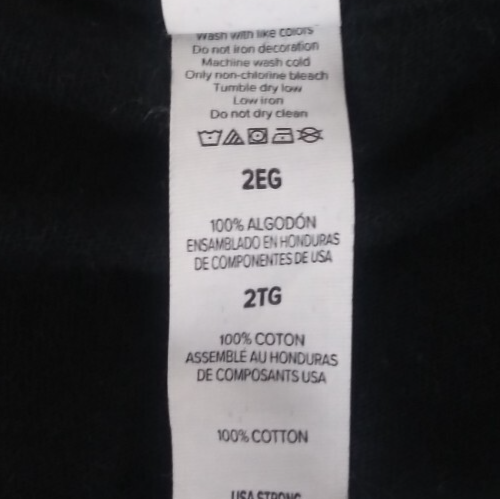 Wash with like colors
Do not iron decoration
Machine wash cold
Only non-chlorine bleach
Tumble dry low
Low iron
Do not dry clean
2EG
100% ALGODÓN
ENSAMBLADO EN HONDURAS
DE COMPONENTES DE USA
2TG
100% COTON
ASSEMBLÉ AU HONDURAS
DE COMPOSANTS USA
100% COTTON
USA STRONG